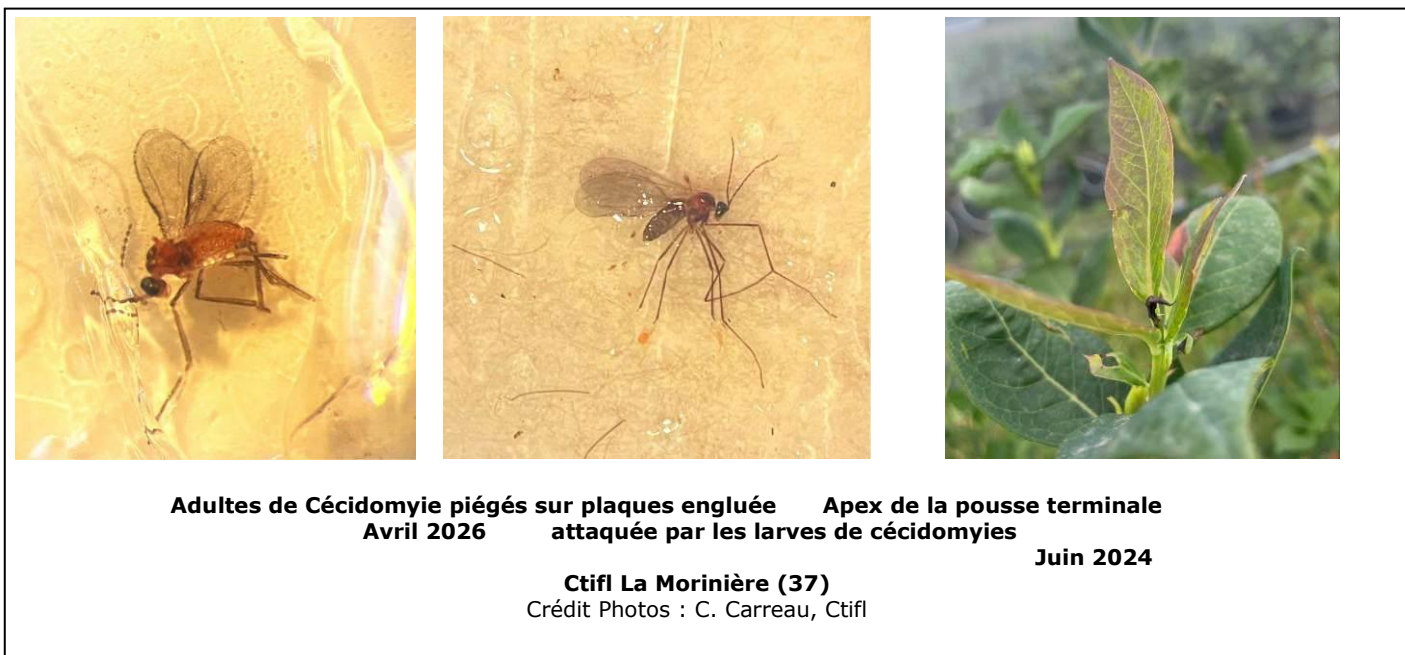 Adultes de Cécidomyie piégés sur plaques engluée Apex de la pousse terminale
Avril 2026 attaquée par les larves de cécidomyies
Juin 2024
Ctifl La Morinière (37)
Crédit Photos : C. Carreau, Ctifl